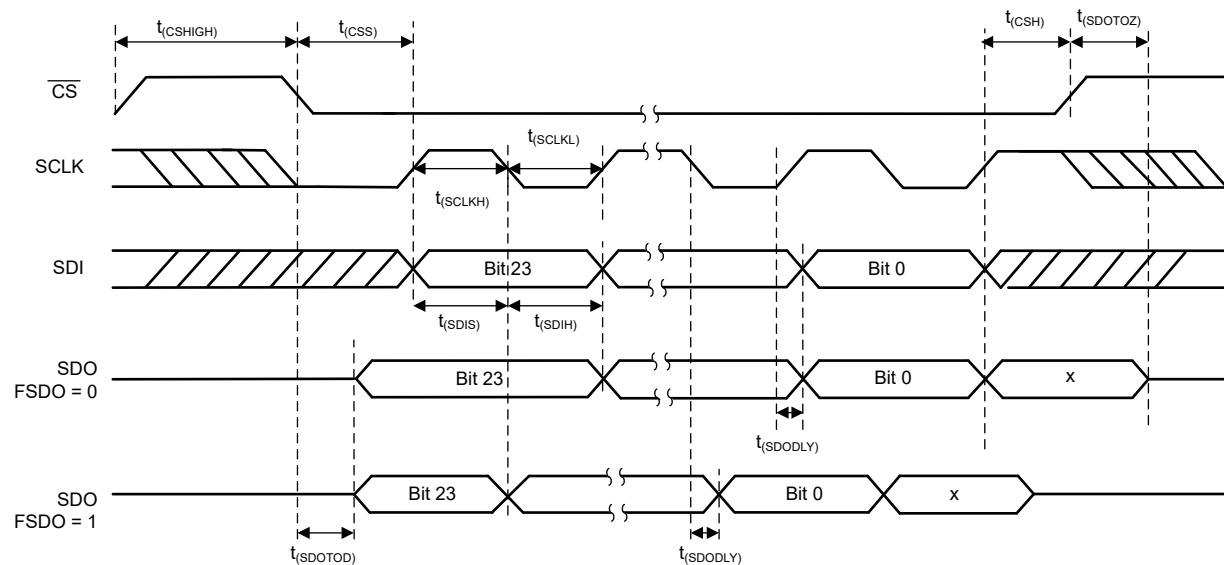 t(CSHIGH) t(CSS) t(CSH) t(SDOTOZ)
CS
SCLK t(SCLKL)
t(SCLKH)
SDI Bit 23 Bit 0
t(SDIS) t(SDIH)
SDO
FSDO = 0 Bit 23 Bit 0 x
t(SDODLY)
SDO
FSDO = 1 Bit 23 Bit 0 x
t(SDOTOD) t(SDODLY)